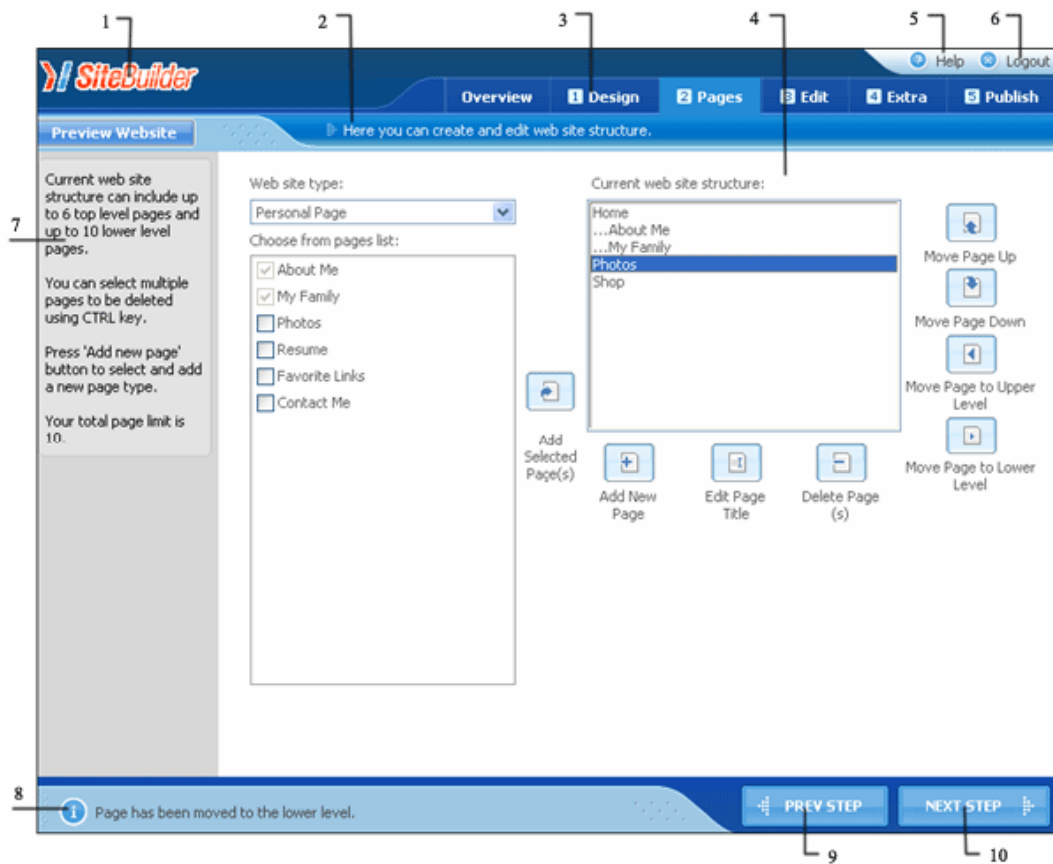 1 2 3 4 5 6
SiteBuilder
Help Logout
Overview 1 Design 2 Pages 3 Edit 4 Extra 5 Publish
Preview Website
Here you can create and edit web site structure.
7
Current web site
structure can include up
to 6 top level pages and
up to 10 lower level
pages.
You can select multiple
pages to be deleted
using CTRL key.
Press 'Add new page'
button to select and add
a new page type.
Your total page limit is
10.
Web site type:
Personal Page
Choose from pages list:
About Me
My Family
Photos
Resume
Favorite Links
Contact Me
Add
Selected
Page(s)
Current web site structure:
Home
...About Me
...My Family
Photos
Shop
Add New
Page
Edit Page
Title
Delete Page
(s)
Move Page Up
Move Page Down
Move Page to Upper
Level
Move Page to Lower
Level
8
Page has been moved to the lower level.
PREV STEP
NEXT STEP
9 10